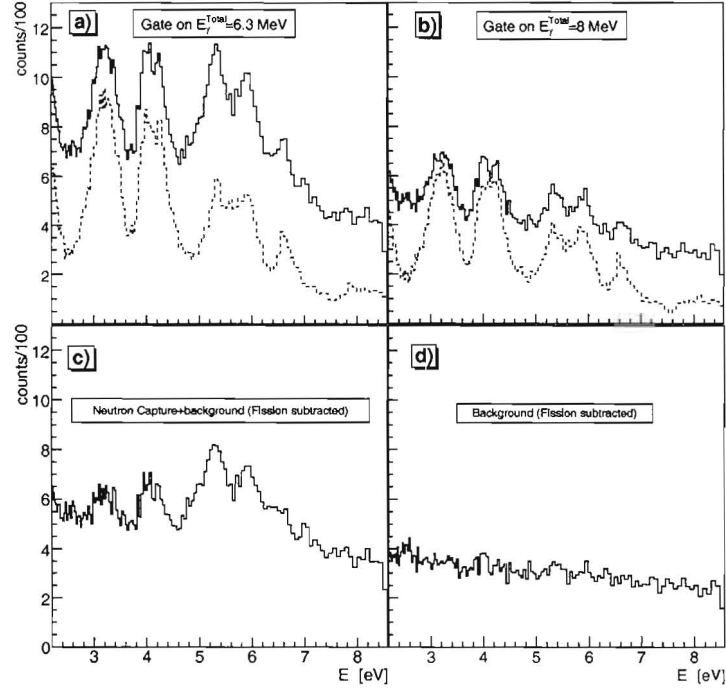 counts/100
12
10
8
6
4
2
a)
Gate on E_γ^Total=6.3 MeV
b)
Gate on E_γ^Total=8 MeV
counts/100
12
10
8
6
4
2
0
c)
Neutron Capture+background (Fission subtracted)
3 4 5 6 7 8
E [eV]
d)
Background (Fission subtracted)
3 4 5 6 7 8
E [eV]